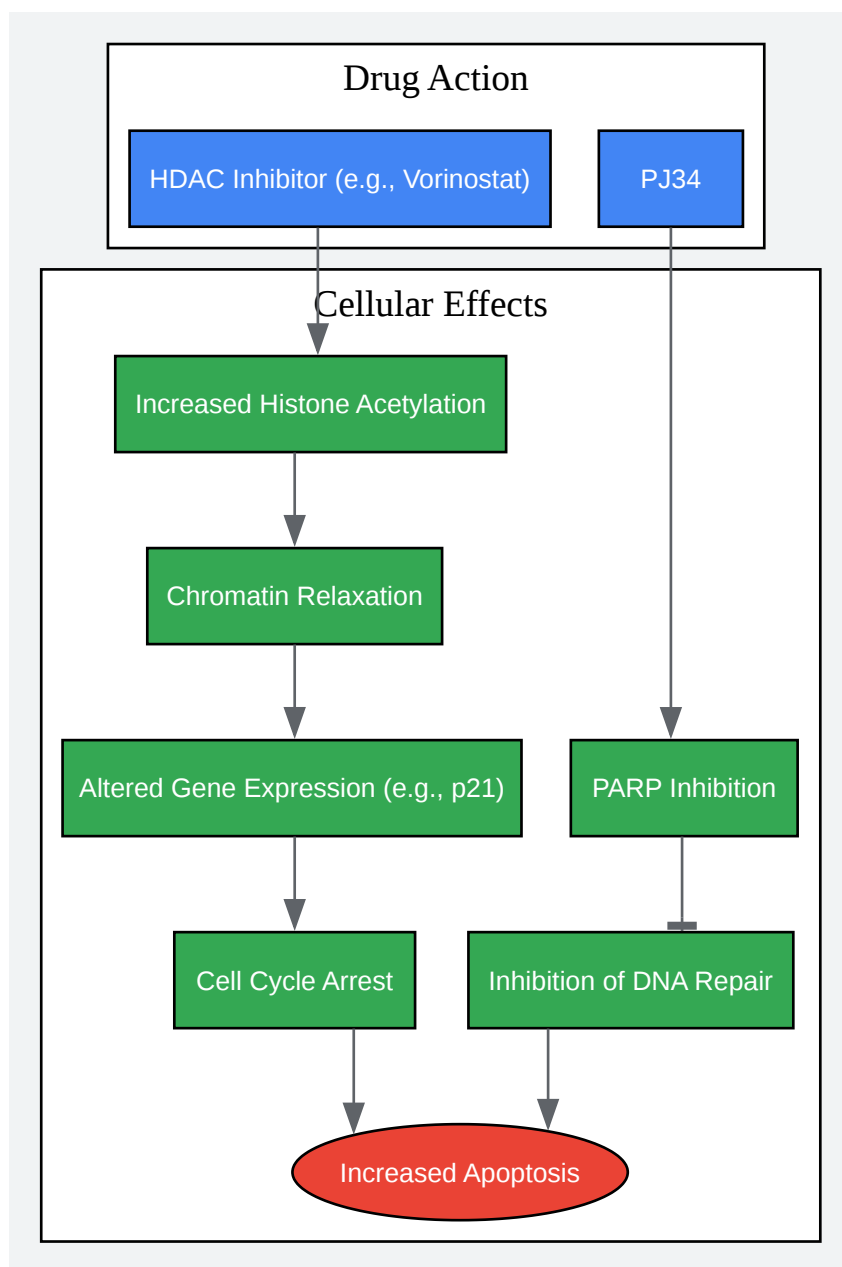 Drug Action
HDAC Inhibitor (e.g., Vorinostat)
PJ34
Cellular Effects
Increased Histone Acetylation
Chromatin Relaxation
Altered Gene Expression (e.g., p21)
PARP Inhibition
Cell Cycle Arrest
Inhibition of DNA Repair
Increased Apoptosis